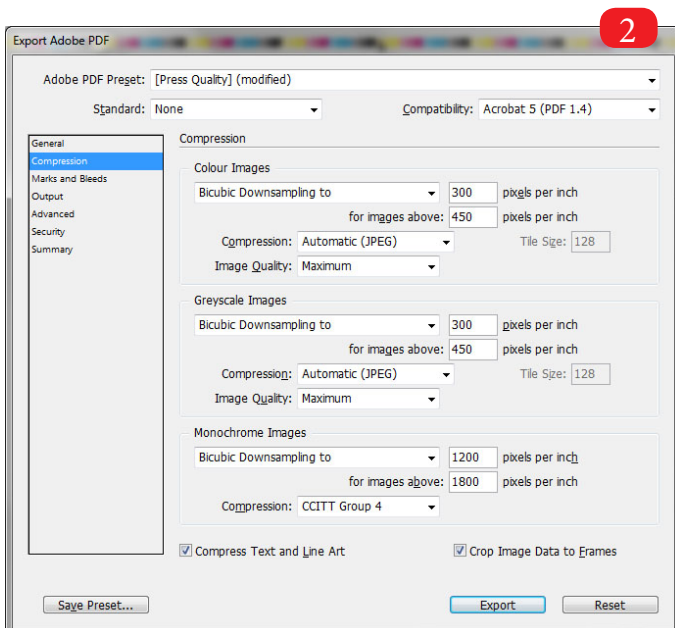 2
Export Adobe PDF
Adobe PDF Preset: [Press Quality] (modified)
Standard: None Compatibility: Acrobat 5 (PDF 1.4)
General
Compression
Marks and Bleeds
Output
Advanced
Security
Summary
Compression
Colour Images
Bicubic Downsampling to 300 pixels per inch
for images above: 450 pixels per inch
Compression: Automatic (JPEG) Tile Size: 128
Image Quality: Maximum
Greyscale Images
Bicubic Downsampling to 300 pixels per inch
for images above: 450 pixels per inch
Compression: Automatic (JPEG) Tile Size: 128
Image Quality: Maximum
Monochrome Images
Bicubic Downsampling to 1200 pixels per inch
for images above: 1800 pixels per inch
Compression: CCITT Group 4
Compress Text and Line Art Crop Image Data to Frames
Save Preset... Export Reset